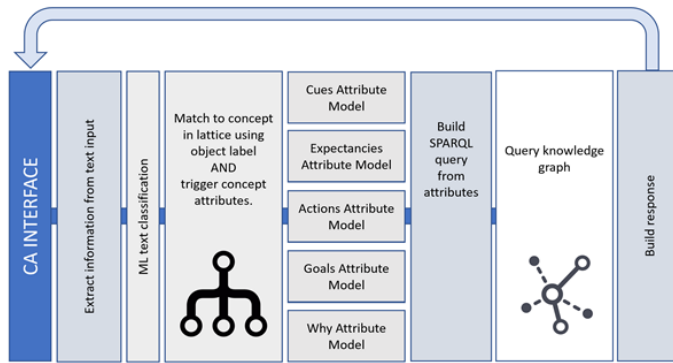 CA INTERFACE
Extract information from text input
ML text classification
Match to concept
in lattice using
object label
AND
trigger concept
attributes.
Cues Attribute
Model
Expectancies
Attribute Model
Actions Attribute
Model
Goals Attribute
Model
Why Attribute
Model
Build
SPARQL
query
from
attributes
Query knowledge
graph
Build response